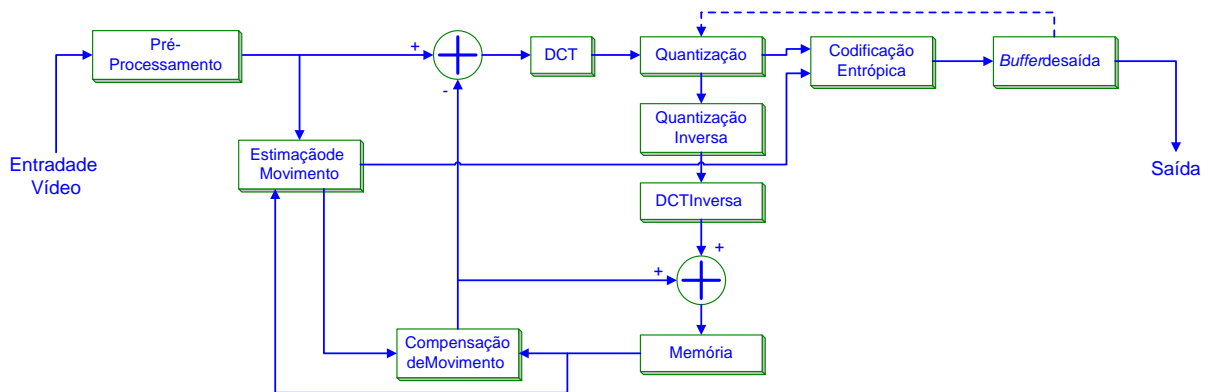 Pré-
Processamento
+
-
DCT
Quantização
Codificação
Entrópica
Bufferdesaída
Quantização
Inversa
Entradade
Vídeo
Estimaçãode
Movimento
Saída
DCTInversa
+
+
Compensação
deMovimento
Memória